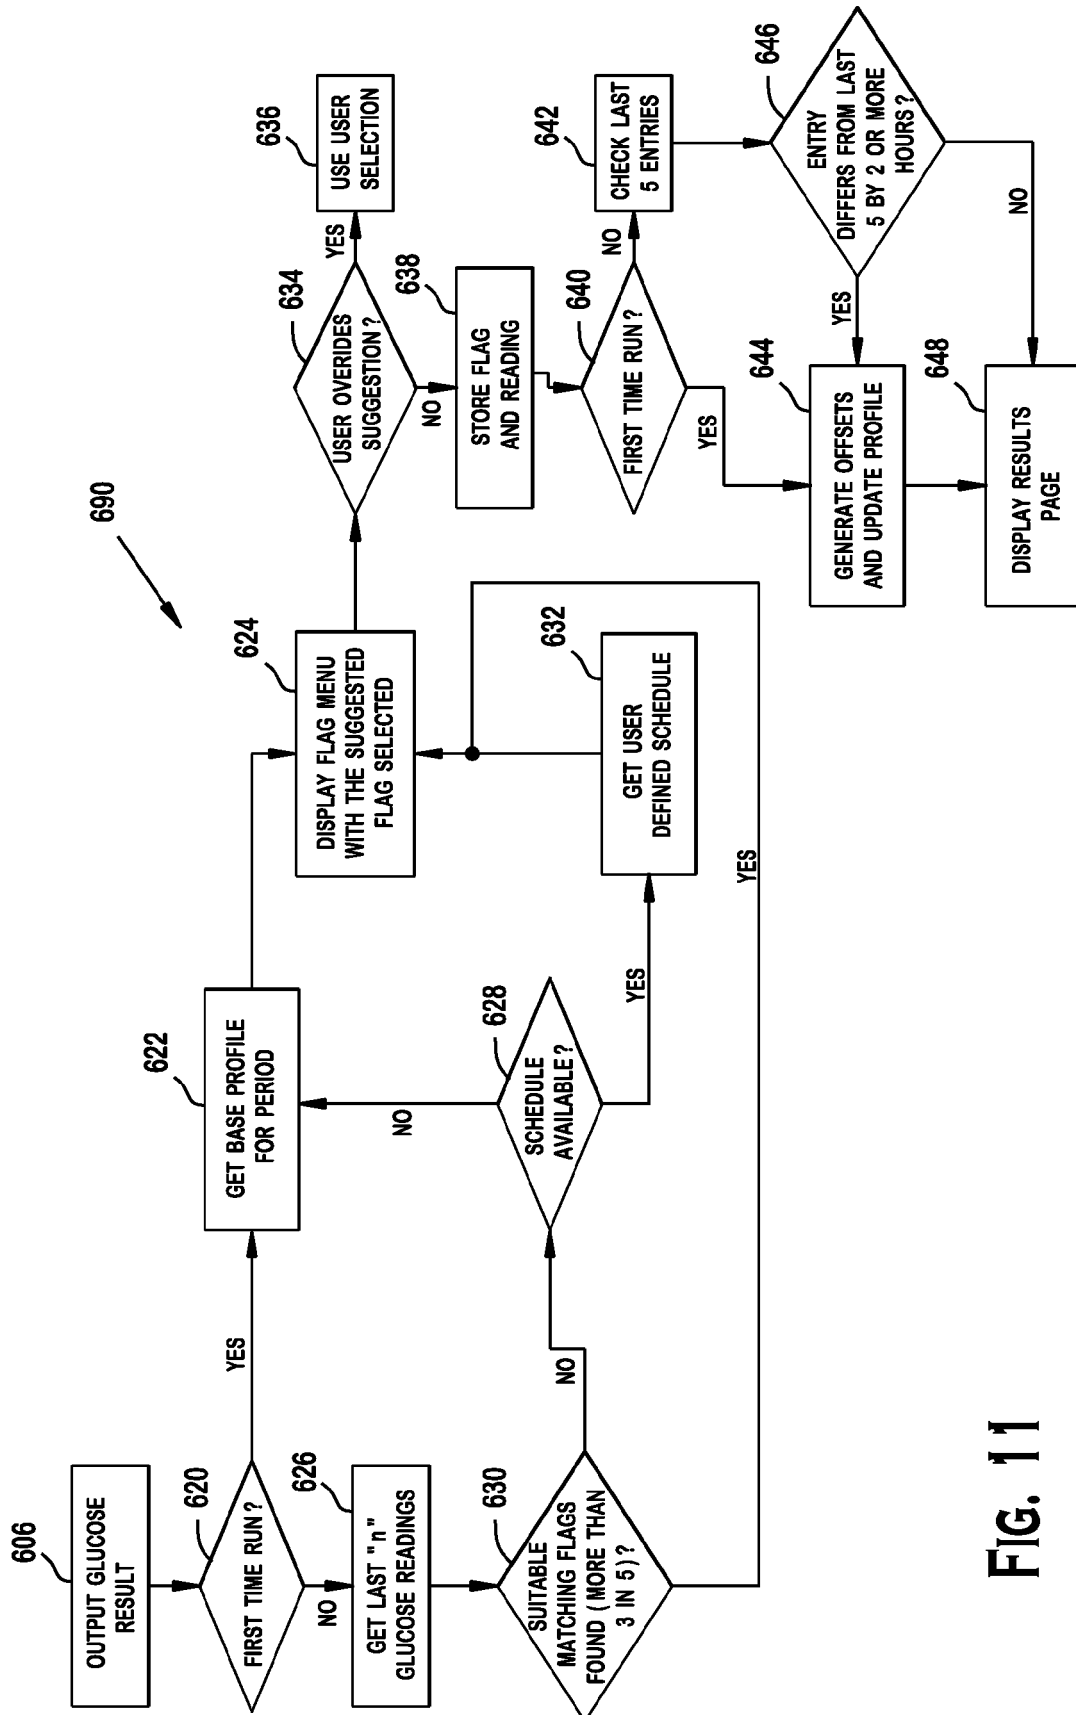 690
606
OUTPUT GLUCOSE
RESULT
620
FIRST TIME RUN?
YES
NO
622
GET BASE PROFILE
FOR PERIOD
626
GET LAST "n"
GLUCOSE READINGS
630
SUITABLE
MATCHING FLAGS
FOUND (MORE THAN
3 IN 5)?
NO
YES
628
SCHEDULE
AVAILABLE?
NO
YES
632
GET USER
DEFINED SCHEDULE
624
DISPLAY FLAG MENU
WITH THE SUGGESTED
FLAG SELECTED
634
USER OVERIDES
SUGGESTION?
YES
NO
636
USE USER
SELECTION
638
STORE FLAG
AND READING
640
FIRST TIME RUN?
NO
YES
642
CHECK LAST
5 ENTRIES
646
ENTRY
DIFFERS FROM LAST
5 BY 2 OR MORE
HOURS?
YES
NO
644
GENERATE OFFSETS
AND UPDATE PROFILE
648
DISPLAY RESULTS
PAGE
FIG. 11